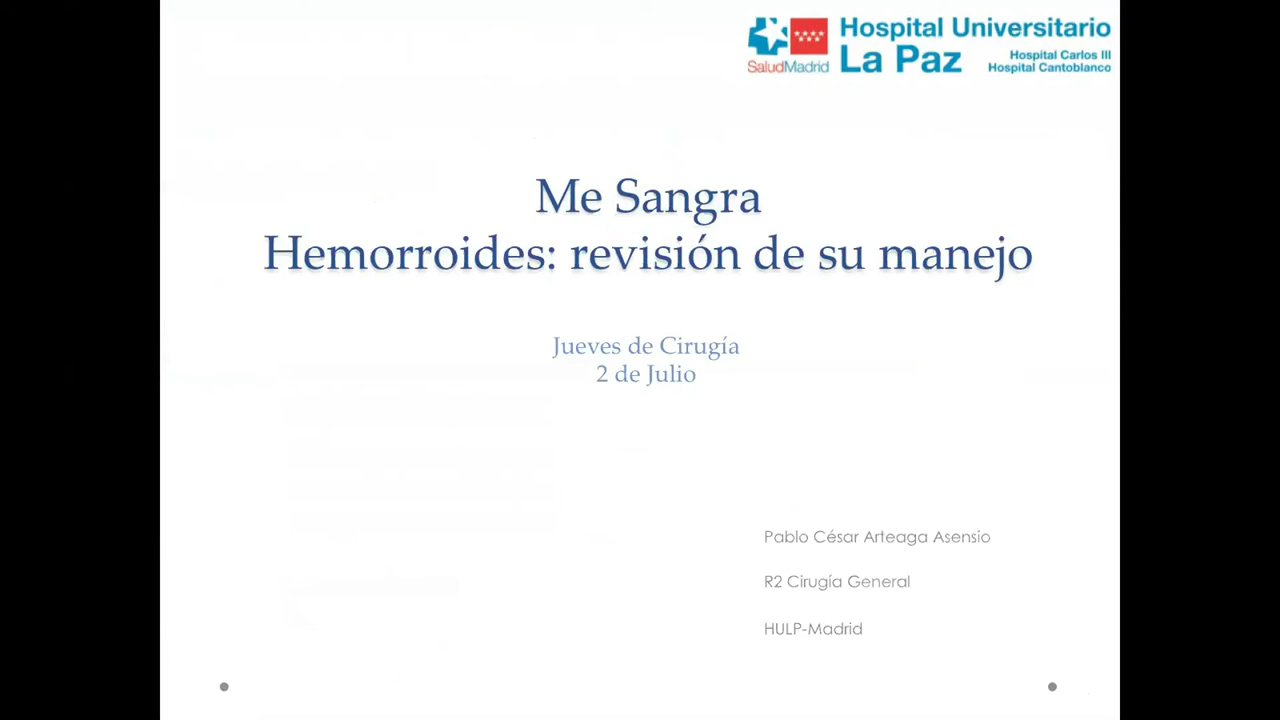 Hospital Universitario
La Paz
Hospital Carlos III
Hospital Cantoblanco
SaludMadrid
Me Sangra
Hemorroides: revisión de su manejo
Jueves de Cirugía
2 de Julio
Pablo César Arteaga Asensio
R2 Cirugía General
HULP-Madrid